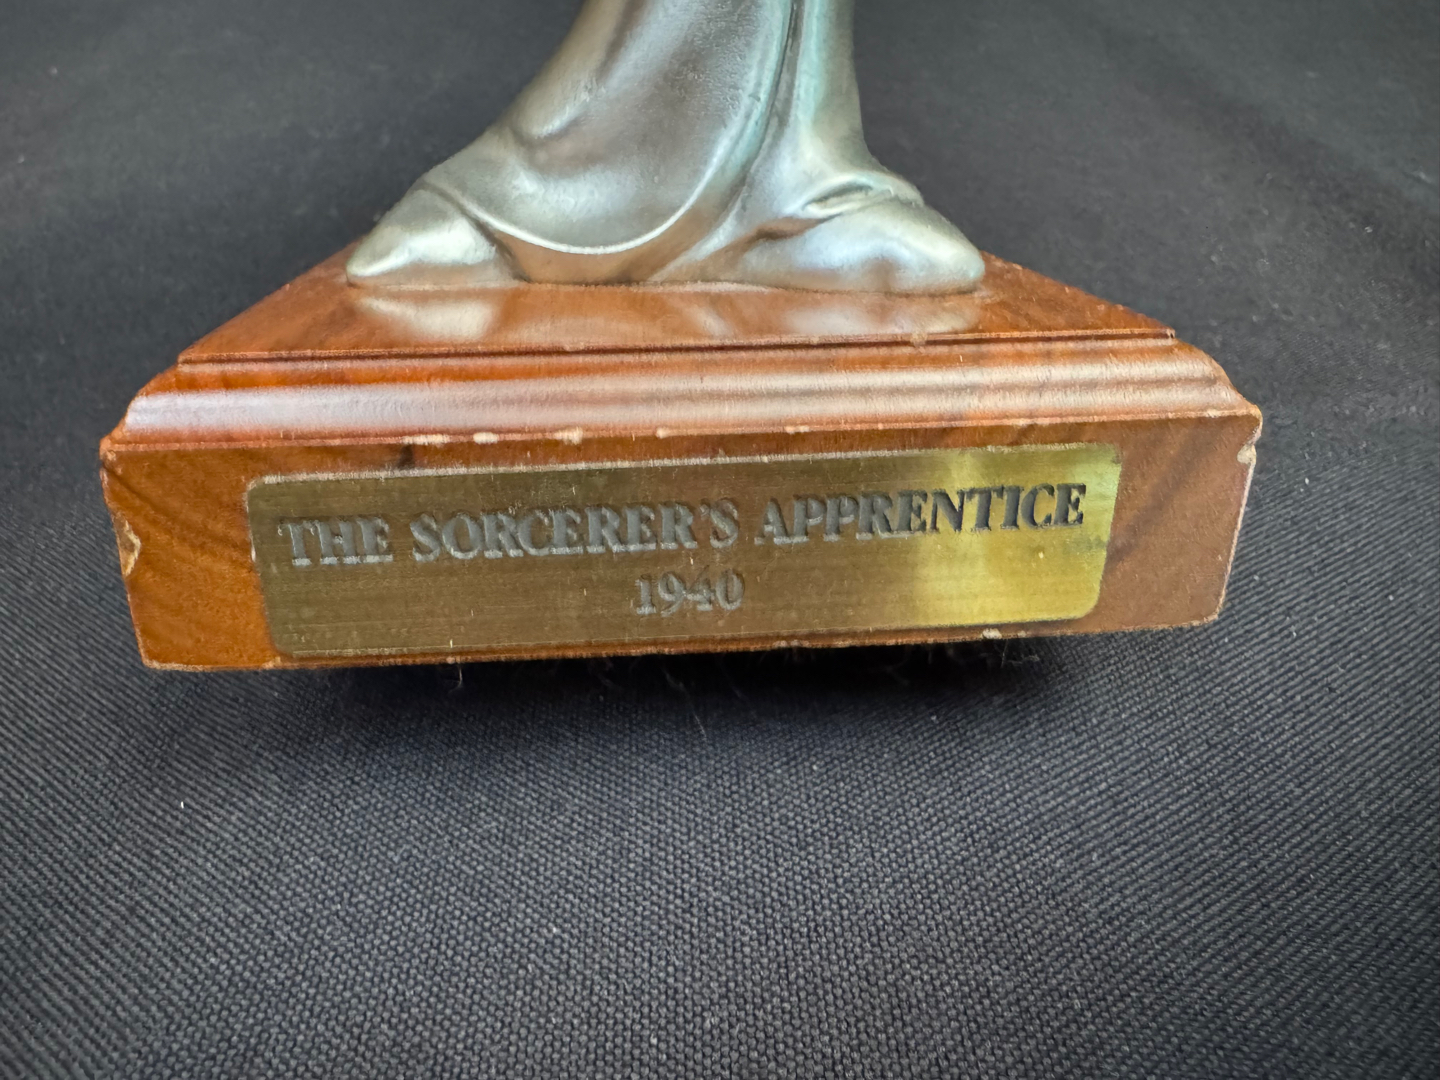 THE SORCERER'S APPRENTICE
1940